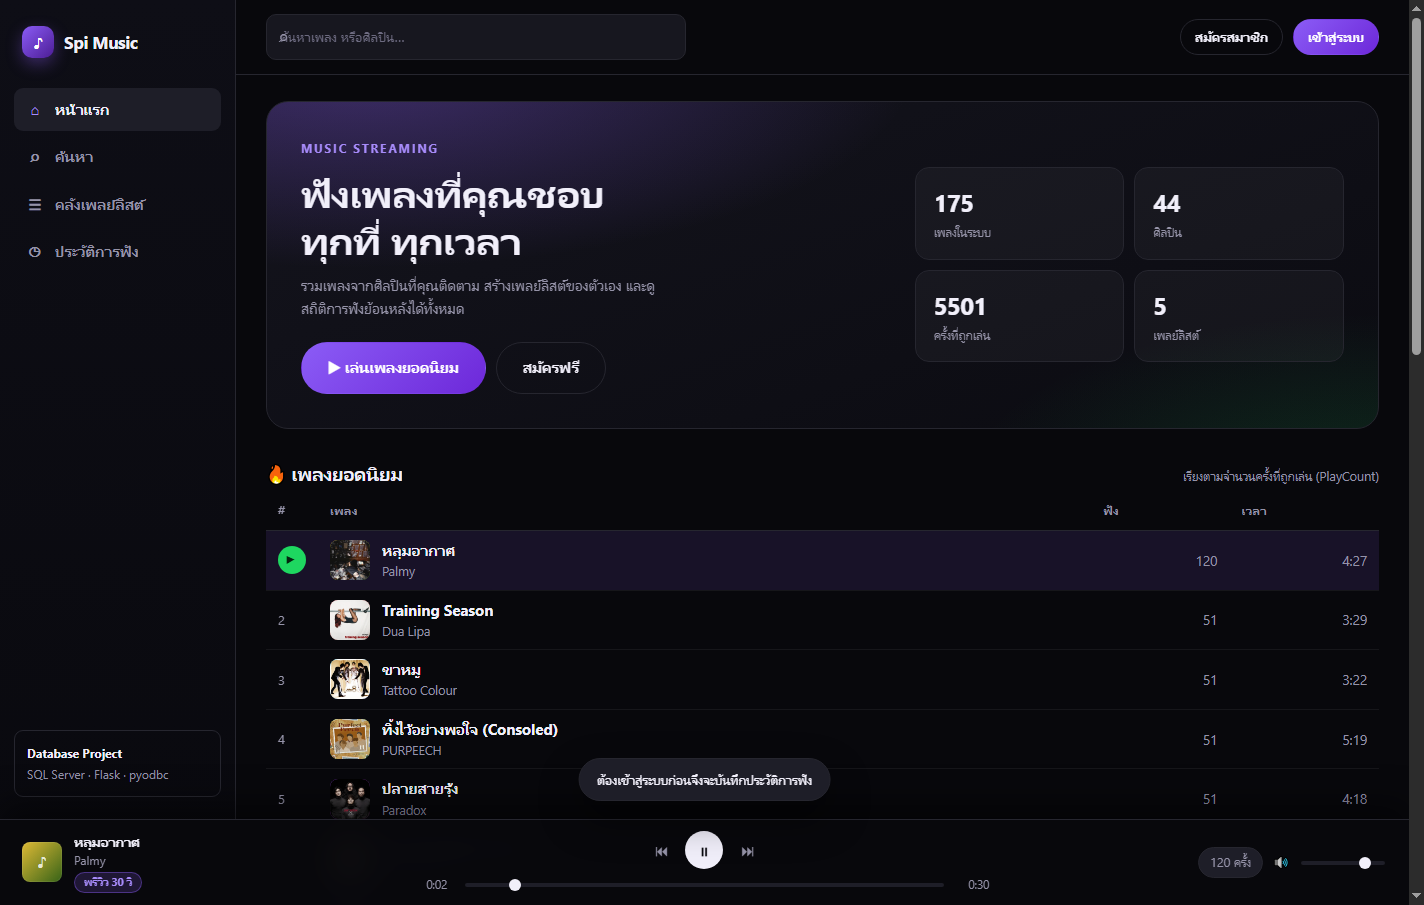 Spi Music
หน้าแรก
ค้นหา
คลังเพลย์ลิสต์
ประวัติการฟัง
Database Project
SQL Server · Flask · pyodbc
ค้นหาเพลง หรือศิลปิน...
สมัครสมาชิก
เข้าสู่ระบบ
MUSIC STREAMING
ฟังเพลงที่คุณชอบ
ทุกที่ ทุกเวลา
รวมเพลงจากศิลปินที่คุณติดตาม สร้างเพลย์ลิสต์ของตัวเอง และดู
สถิติการฟังย้อนหลังได้ทั้งหมด
▶ เล่นเพลงยอดนิยม
สมัครฟรี
175
เพลงในระบบ
44
ศิลปิน
5501
ครั้งที่ถูกเล่น
5
เพลย์ลิสต์
🔥 เพลงยอดนิยม
เรียงตามจำนวนครั้งที่ถูกเล่น (PlayCount)
# เพลง ฟัง เวลา
หลุมอากาศ
Palmy
120 4:27
2 Training Season
Dua Lipa
51 3:29
3 ขาหมู
Tattoo Colour
51 3:22
4 ทิ้งไว้อย่างพอใจ (Consoled)
PURPEECH
51 5:19
5 ปลายสายรุ้ง
Paradox
51 4:18
ต้องเข้าสู่ระบบก่อนจึงจะบันทึกประวัติการฟัง
หลุมอากาศ
Palmy
พรีวิว 30 วิ
0:02
0:30
120 ครั้ง